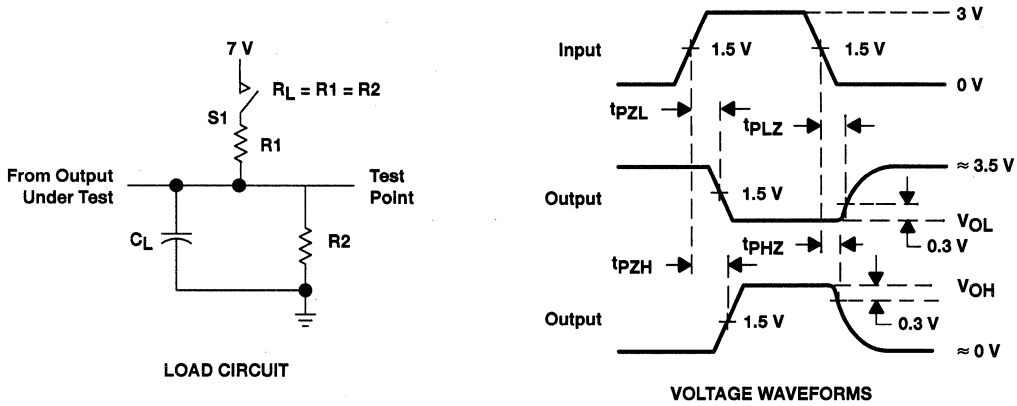 7 V
R_L = R1 = R2
S1
R1
From Output
Under Test
Test
Point
C_L
R2
LOAD CIRCUIT
3 V
Input
1.5 V
1.5 V
0 V
t_PZL
t_PLZ
≈ 3.5 V
Output
1.5 V
V_OL
0.3 V
t_PHZ
t_PZH
V_OH
Output
1.5 V
0.3 V
≈ 0 V
VOLTAGE WAVEFORMS